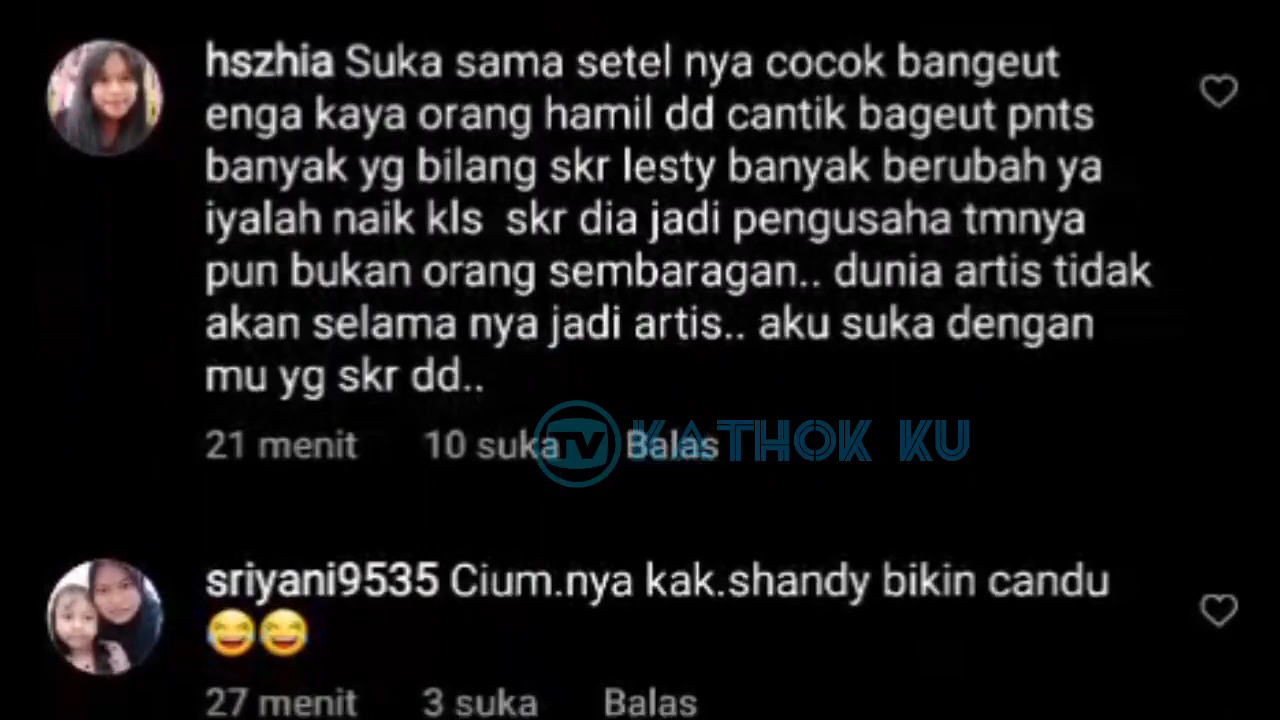 hszhia Suka sama setel nya cocok bangeut
enga kaya orang hamil dd cantik bageut pnts
banyak yg bilang skr lesty banyak berubah ya
iyalah naik kls skr dia jadi pengusaha tmnya
pun bukan orang sembaragan.. dunia artis tidak
akan selama nya jadi artis.. aku suka dengan
mu yg skr dd..
21 menit 10 suka Balas
TV KATHOK KU
sriyani9535 Cium.nya kak.shandy bikin candu
😂😂
27 menit 3 suka Balas